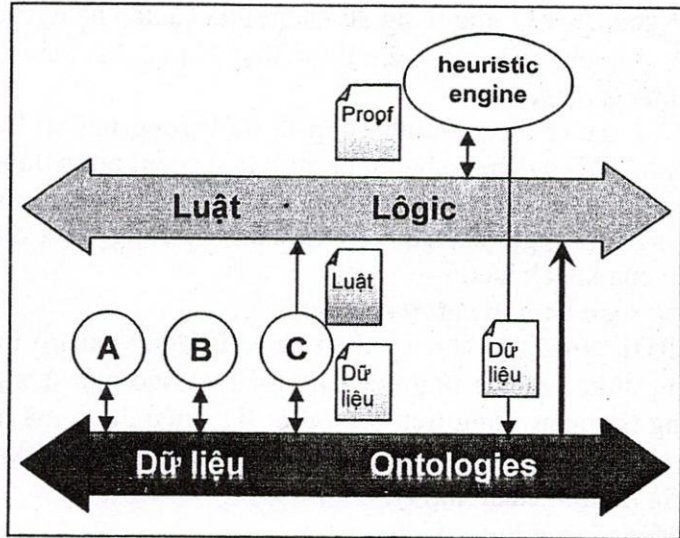 heuristic
engine
Proof
Luật · Lôgic
Luật
A B C
Dữ
liệu
Dữ
liệu
Dữ liệu Ontologies